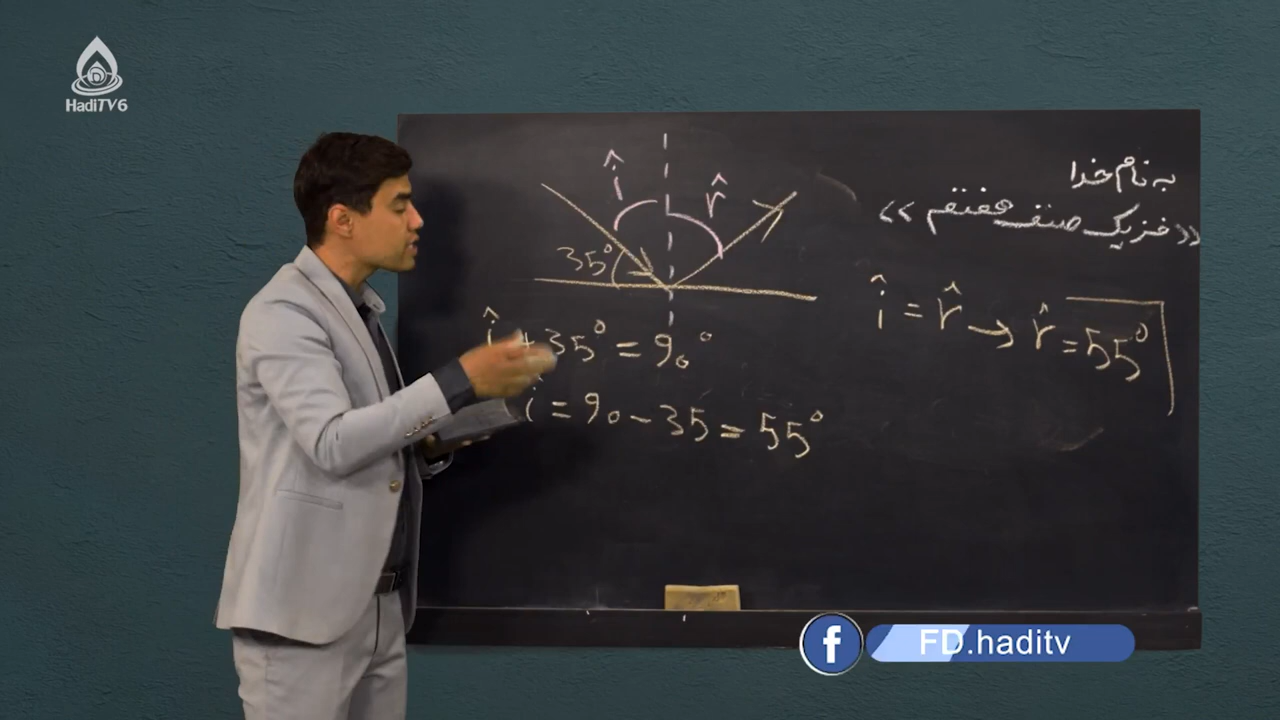 HadiTV6
به نام خدا
«فزیک صنف هفتم»
î
r̂
35°
î + 35° = 90°
î = 90 - 35 = 55°
î = r̂ → r̂ = 55°
FD.haditv